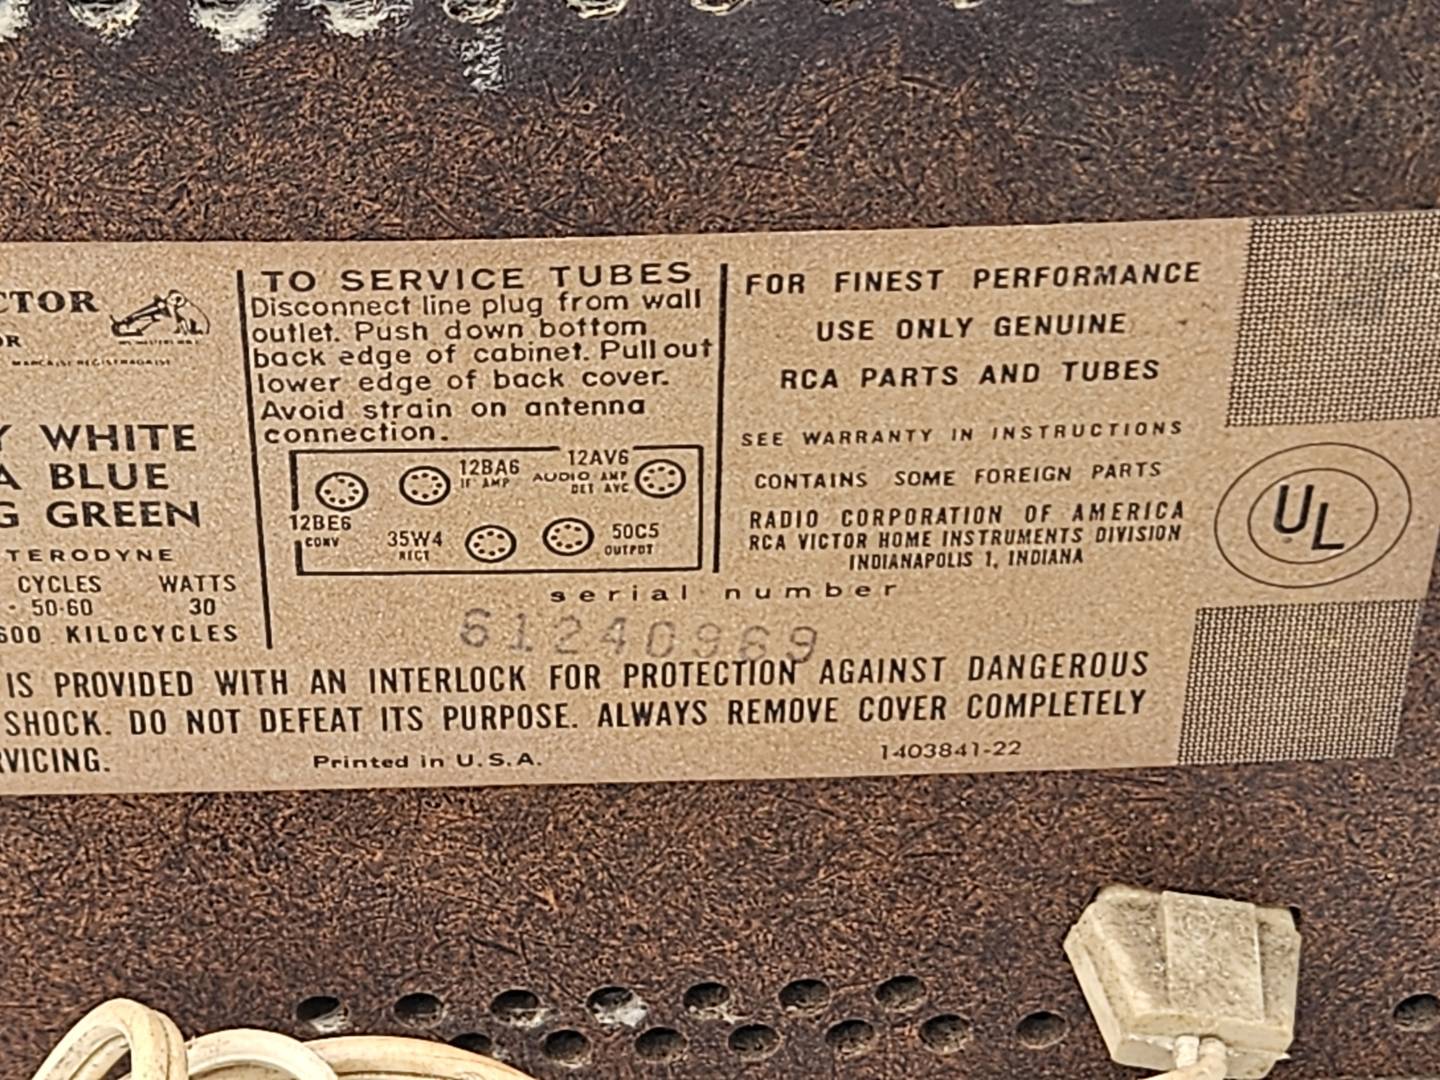 CTOR
OR
Y WHITE
A BLUE
G GREEN
TERODYNE
CYCLES WATTS
50-60 30
600 KILOCYCLES
TO SERVICE TUBES
Disconnect line plug from wall
outlet. Push down bottom
back edge of cabinet. Pull out
lower edge of back cover.
Avoid strain on antenna
connection.
12BA6
IF AMP
12AV6
AUDIO AMP
DET AVC
12BE6
CONV
35W4
RECT
50C5
OUTPUT
FOR FINEST PERFORMANCE
USE ONLY GENUINE
RCA PARTS AND TUBES
SEE WARRANTY IN INSTRUCTIONS
CONTAINS SOME FOREIGN PARTS
RADIO CORPORATION OF AMERICA
RCA VICTOR HOME INSTRUMENTS DIVISION
INDIANAPOLIS 1, INDIANA
UL
serial number
61240969
IS PROVIDED WITH AN INTERLOCK FOR PROTECTION AGAINST DANGEROUS
SHOCK. DO NOT DEFEAT ITS PURPOSE. ALWAYS REMOVE COVER COMPLETELY
VICING.
Printed in U.S.A.
1403841-22